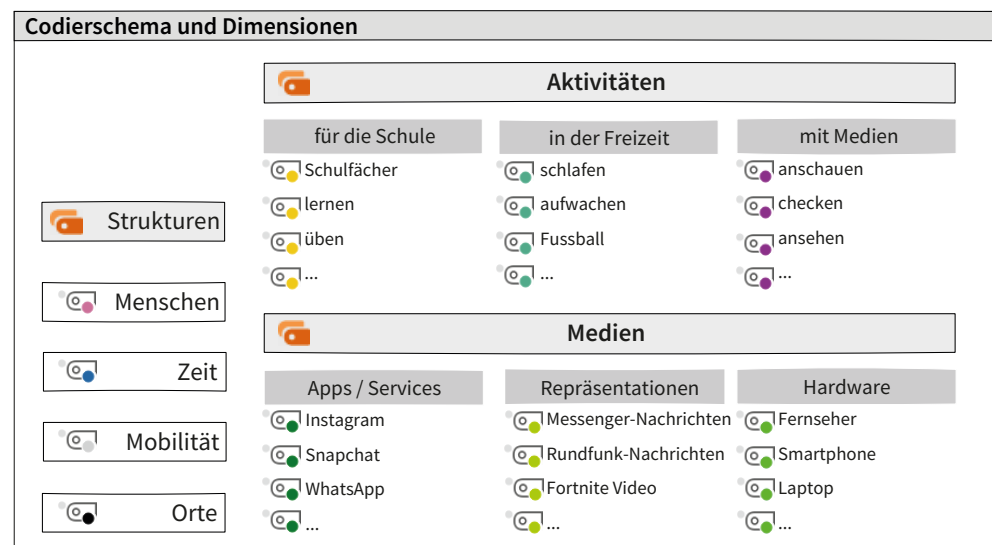 Codierschema und Dimensionen
Strukturen
Menschen
Zeit
Mobilität
Orte
Aktivitäten
für die Schule
Schulfächer
lernen
üben
...
in der Freizeit
schlafen
aufwachen
Fussball
...
mit Medien
anschauen
checken
ansehen
...
Medien
Apps / Services
Instagram
Snapchat
WhatsApp
...
Repräsentationen
Messenger-Nachrichten
Rundfunk-Nachrichten
Fortnite Video
...
Hardware
Fernseher
Smartphone
Laptop
...